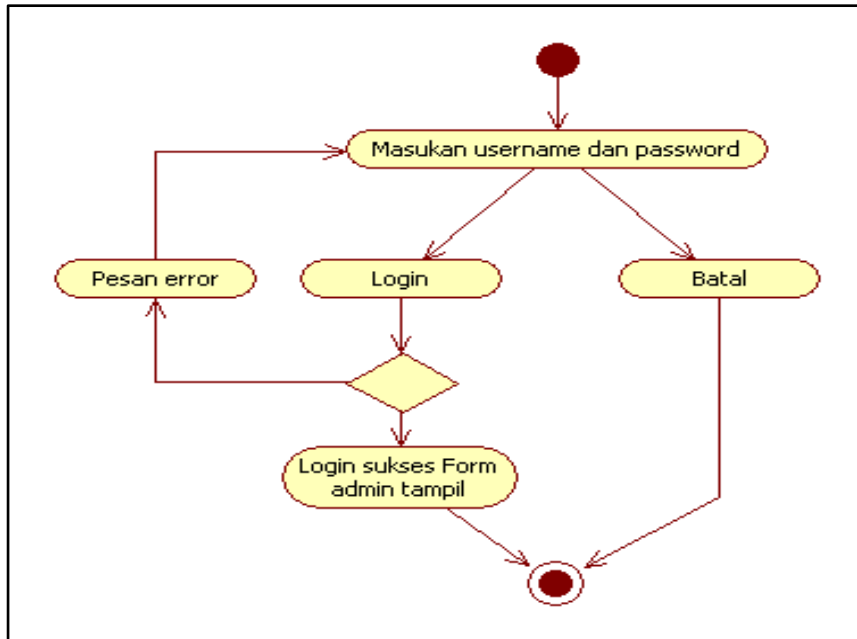 Masukan username dan password
Pesan error
Login
Batal
Login sukses Form
admin tampil